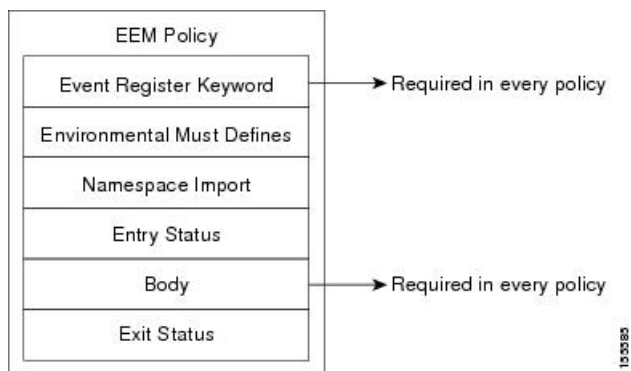 EEM Policy
Event Register Keyword
Required in every policy
Environmental Must Defines
Namespace Import
Entry Status
Body
Required in every policy
Exit Status
155585